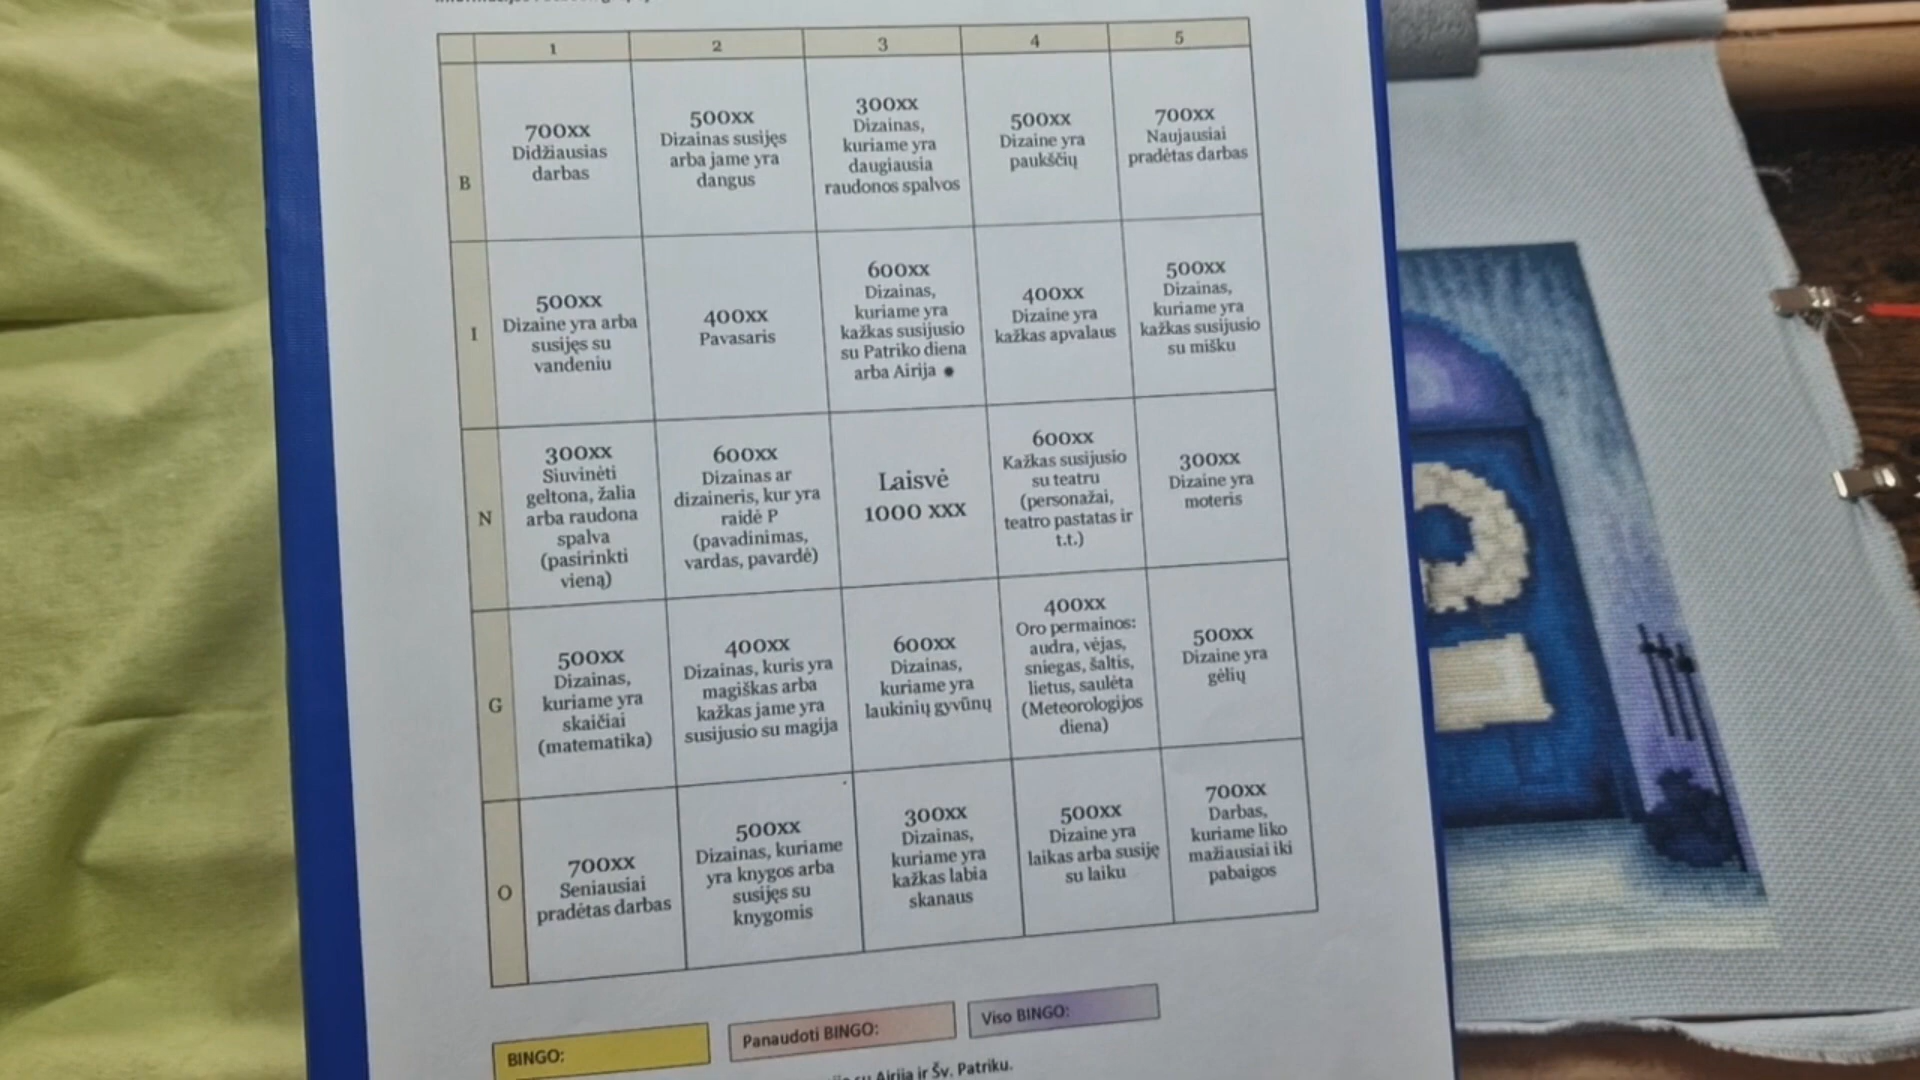 1 2 3 4 5
B
700xx
Didžiausias
darbas
500xx
Dizainas susijęs
arba jame yra
dangus
300xx
Dizainas,
kuriame yra
daugiausia
raudonos spalvos
500xx
Dizaine yra
paukščių
700xx
Naujausiai
pradėtas darbas
I
500xx
Dizaine yra arba
susijęs su
vandeniu
400xx
Pavasaris
600xx
Dizainas,
kuriame yra
kažkas susijusio
su Patriko diena
arba Airija
400xx
Dizaine yra
kažkas apvalaus
500xx
Dizainas,
kuriame yra
kažkas susijusio
su mišku
N
300xx
Siuvinėti
geltona, žalia
arba raudona
spalva
(pasirinkti
vieną)
600xx
Dizainas ar
dizaineris, kur yra
raidė P
(pavadinimas,
vardas, pavardė)
Laisvė
1000 xxx
600xx
Kažkas susijusio
su teatru
(personažai,
teatro pastatas ir
t.t.)
300xx
Dizaine yra
moteris
G
500xx
Dizainas,
kuriame yra
skaičiai
(matematika)
400xx
Dizainas, kuris yra
magiškas arba
kažkas jame yra
susijusio su magija
600xx
Dizainas,
kuriame yra
laukinių gyvūnų
400xx
Oro permainos:
audra, vėjas,
sniegas, šaltis,
lietus, saulėta
(Meteorologijos
diena)
500xx
Dizaine yra
gėlių
O
700xx
Seniausiai
pradėtas darbas
500xx
Dizainas, kuriame
yra knygos arba
susijęs su
knygomis
300xx
Dizainas,
kuriame yra
kažkas labia
skanaus
500xx
Dizaine yra
laikas arba susiję
su laiku
700xx
Darbas,
kuriame liko
mažiausiai iki
pabaigos
BINGO:
Panaudoti BINGO:
Viso BINGO:
su Airija ir Šv. Patriku.